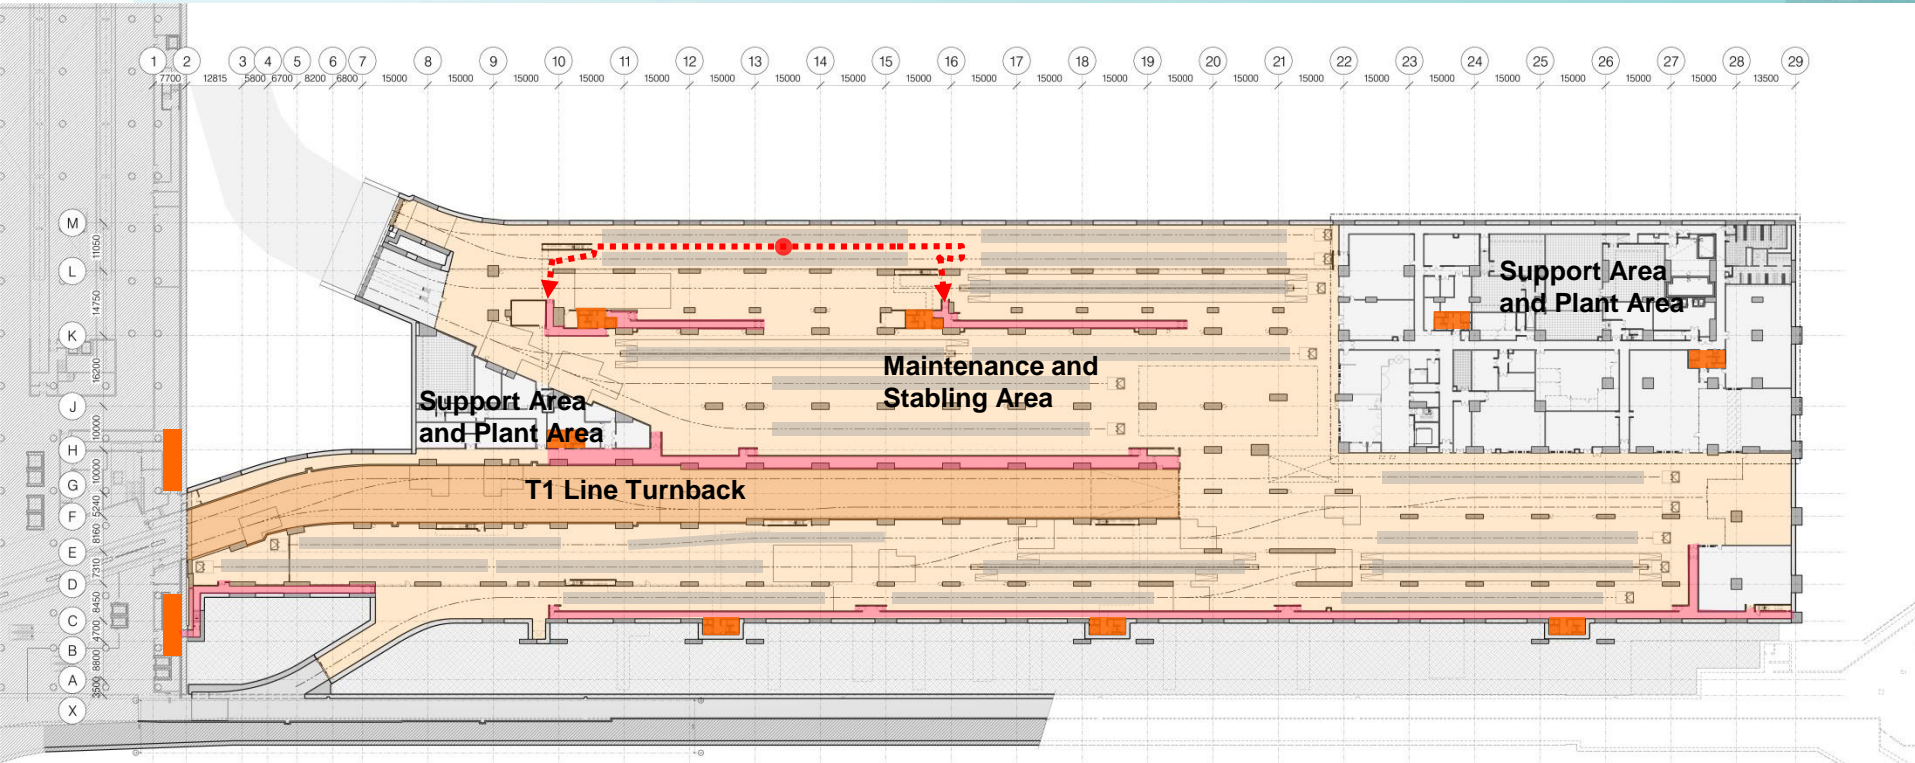 1 2 3 4 5 6 7 8 9 10 11 12 13 14 15 16 17 18 19 20 21 22 23 24 25 26 27 28 29
7700 12815 5800 6700 8200 6800 15000 15000 15000 15000 15000 15000 15000 15000 15000 15000 15000 15000 15000 15000 15000 15000 15000 15000 15000 15000 15000 13500
M
11050
L
14750
K
16200
J
10000
H
10000
G
5240
F
8160
E
7310
D
8450
C
4700
B
8800
A
3500
X
Support Area
and Plant Area
Maintenance and
Stabling Area
Support Area
and Plant Area
T1 Line Turnback